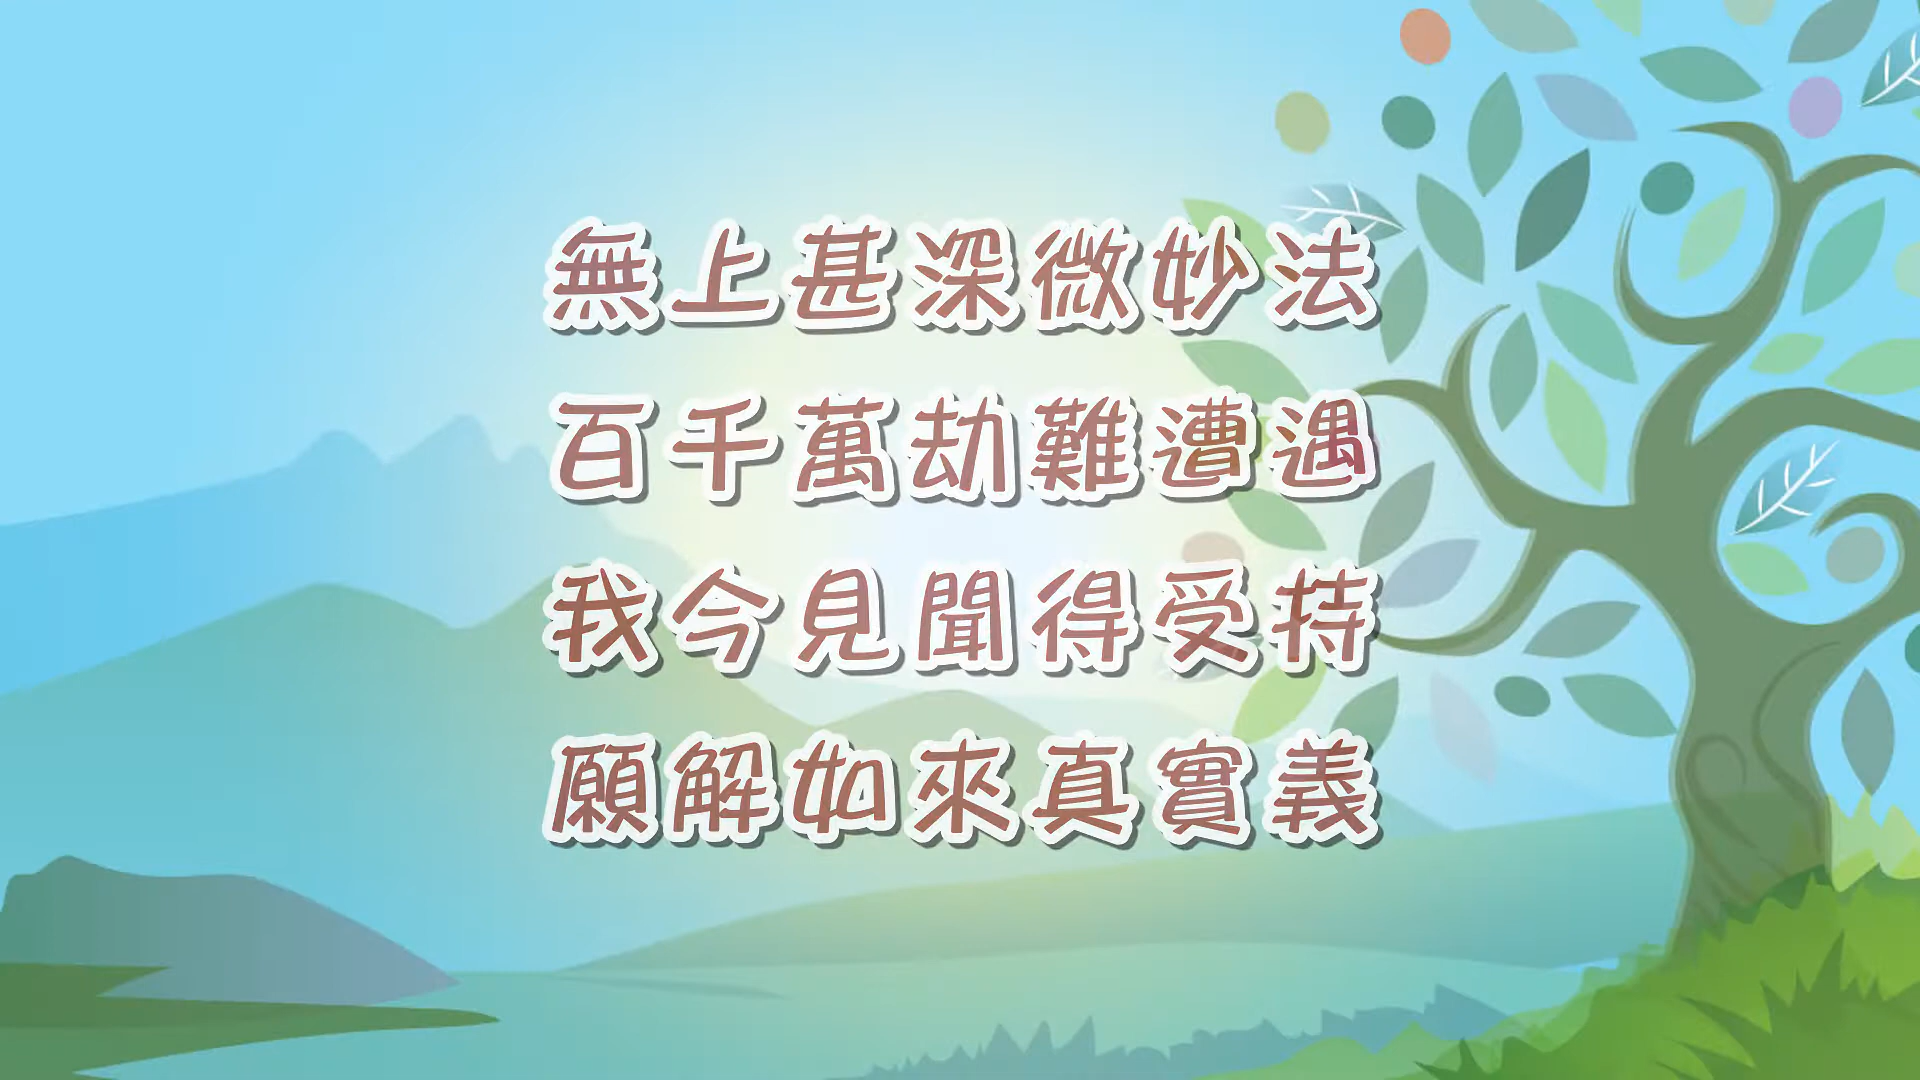 無上甚深微妙法
百千萬劫難遭遇
我今見聞得受持
願解如來真實義